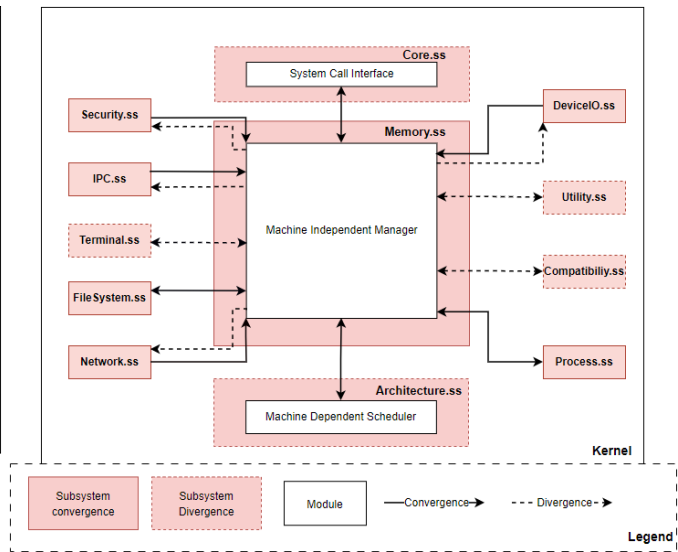 Core.ss
System Call Interface
Security.ss
DeviceIO.ss
Memory.ss
IPC.ss
Utility.ss
Machine Independent Manager
Terminal.ss
Compatibiliy.ss
FileSystem.ss
Network.ss
Process.ss
Architecture.ss
Machine Dependent Scheduler
Kernel
Subsystem
convergence
Subsystem
Divergence
Module
Convergence
Divergence
Legend